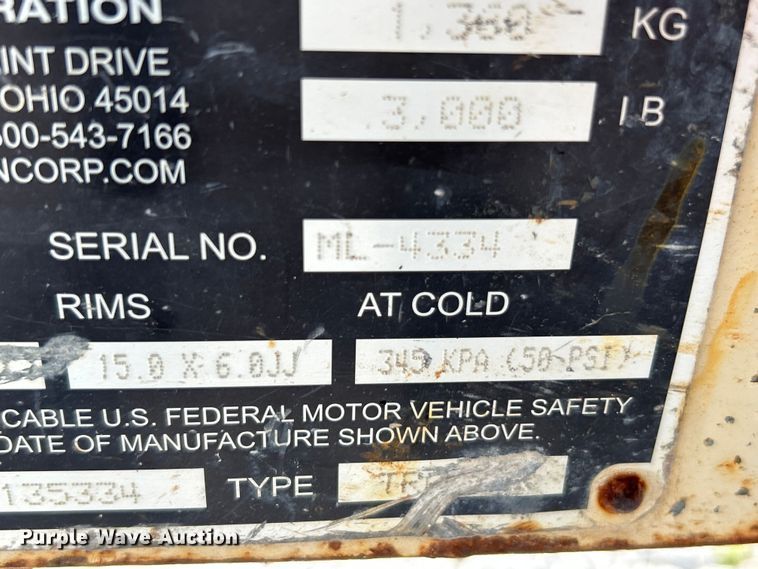 RATION 1,360 KG
INT DRIVE
OHIO 45014 3,000 LB
800-543-7166
NCORP.COM
SERIAL NO. ML-4334
RIMS AT COLD
15.0 X 6.0JJ 345 KPA (50 PSI)
CABLE U.S. FEDERAL MOTOR VEHICLE SAFETY
DATE OF MANUFACTURE SHOWN ABOVE.
135334 TYPE
Purple Wave Auction